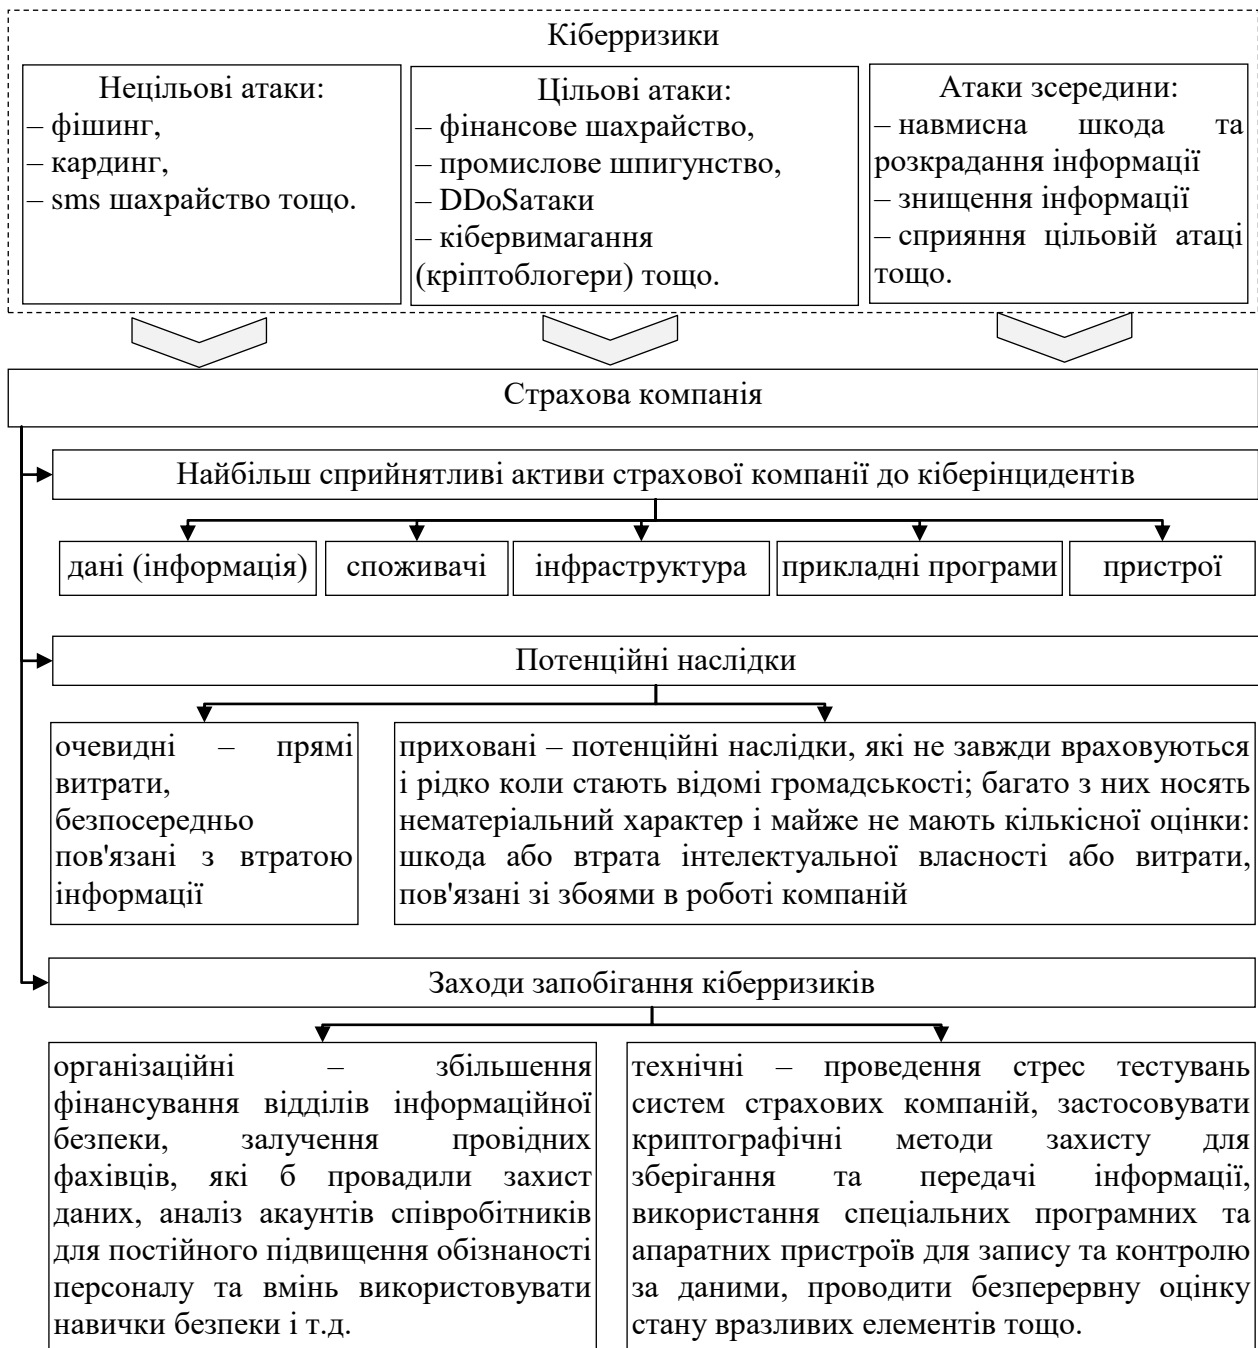 Кіберризики
Нецільові атаки:
– фішинг,
– кардинг,
– sms шахрайство тощо.
Цільові атаки:
– фінансове шахрайство,
– промислове шпигунство,
– DDoSатаки
– кібервимагання
(кріптоблогери) тощо.
Атаки зсередини:
– навмисна шкода та
розкрадання інформації
– знищення інформації
– сприяння цільовій атаці
тощо.
Страхова компанія
Найбільш сприйнятливі активи страхової компанії до кіберінцидентів
дані (інформація)
споживачі
інфраструктура
прикладні програми
пристрої
Потенційні наслідки
очевидні – прямі
витрати,
безпосередньо
пов'язані з втратою
інформації
приховані – потенційні наслідки, які не завжди враховуються
і рідко коли стають відомі громадськості; багато з них носять
нематеріальний характер і майже не мають кількісної оцінки:
шкода або втрата інтелектуальної власності або витрати,
пов'язані зі збоями в роботі компаній
Заходи запобігання кіберризиків
організаційні – збільшення
фінансування відділів інформаційної
безпеки, залучення провідних
фахівців, які б провадили захист
даних, аналіз акаунтів співробітників
для постійного підвищення обізнаності
персоналу та вмінь використовувати
навички безпеки і т.д.
технічні – проведення стрес тестувань
систем страхових компаній, застосовувати
криптографічні методи захисту для
зберігання та передачі інформації,
використання спеціальних програмних та
апаратних пристроїв для запису та контролю
за даними, проводити безперервну оцінку
стану вразливих елементів тощо.